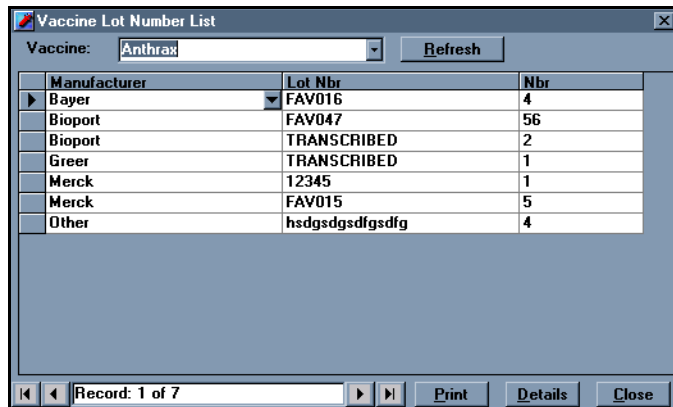 Vaccine Lot Number List
Vaccine: Anthrax Refresh
Manufacturer Lot Nbr Nbr
Bayer FAV016 4
Bioport FAV047 56
Bioport TRANSCRIBED 2
Greer TRANSCRIBED 1
Merck 12345 1
Merck FAV015 5
Other hsdgsdgsdfgsdfg 4
Record: 1 of 7 Print Details Close